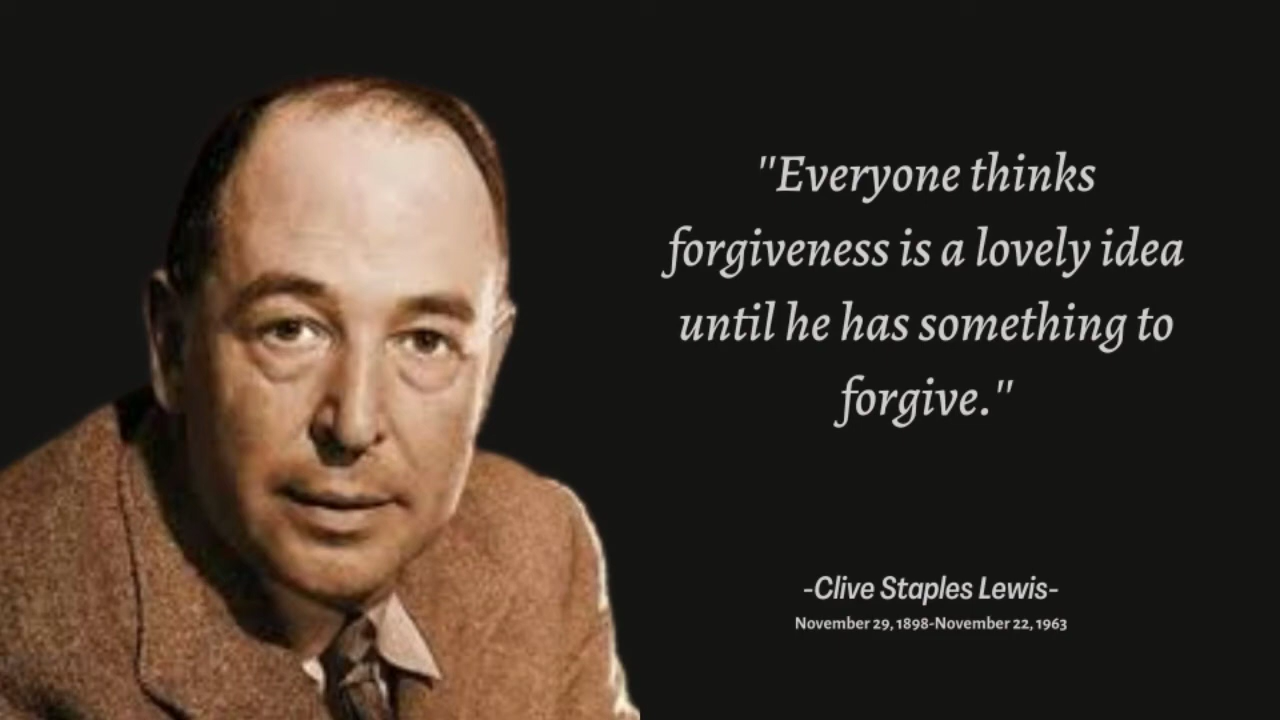 "Everyone thinks
forgiveness is a lovely idea
until he has something to
forgive."
-Clive Staples Lewis-
November 29, 1898-November 22, 1963